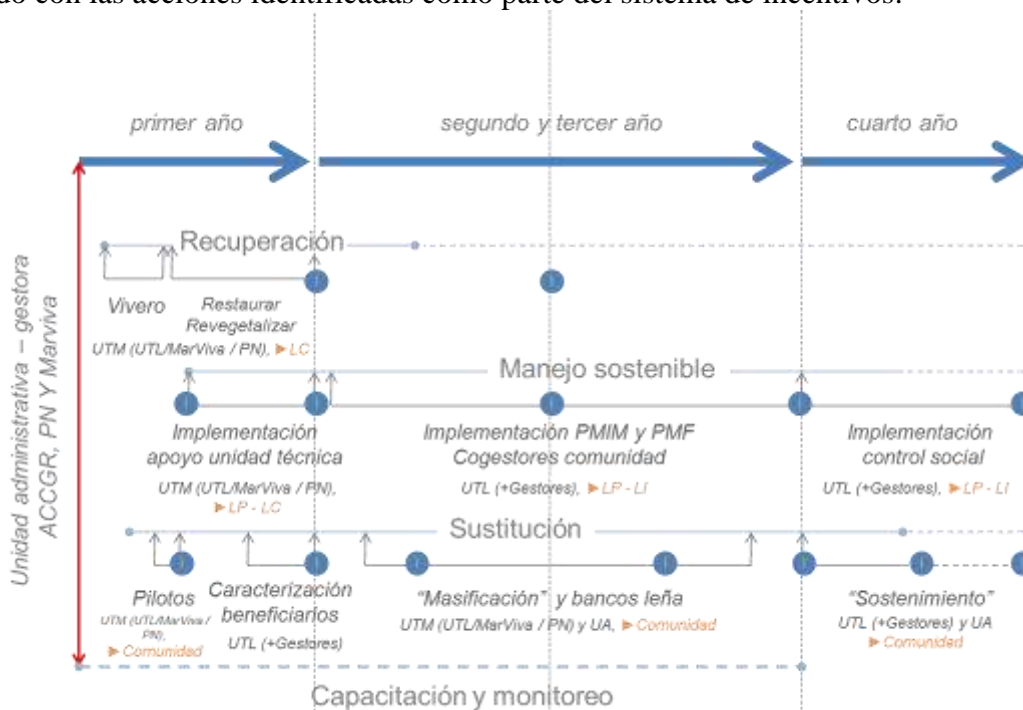 do con las acciones identificadas como parte del sistema de incentivos.
primer año
segundo y tercer año
cuarto año
Unidad administrativa – gestora
ACCGR, PN Y Marviva
Recuperación
Vivero
Restaurar
Revegetalizar
UTM (UTL/MarViva / PN), ►LC
Manejo sostenible
Implementación
apoyo unidad técnica
UTM (UTL/MarViva / PN),
►LP - LC
Implementación PMIM y PMF
Cogestores comunidad
UTL (+Gestores), ►LP - LI
Implementación
control social
UTL (+Gestores), ►LP - LI
Sustitución
Pilotos
UTM (UTL/MarViva /
PN),
►Comunidad
Caracterización
beneficiarios
UTL (+Gestores)
“Masificación” y bancos leña
UTM (UTL/MarViva / PN) y UA, ►Comunidad
“Sostenimiento”
UTL (+Gestores) y UA
►Comunidad
Capacitación y monitoreo